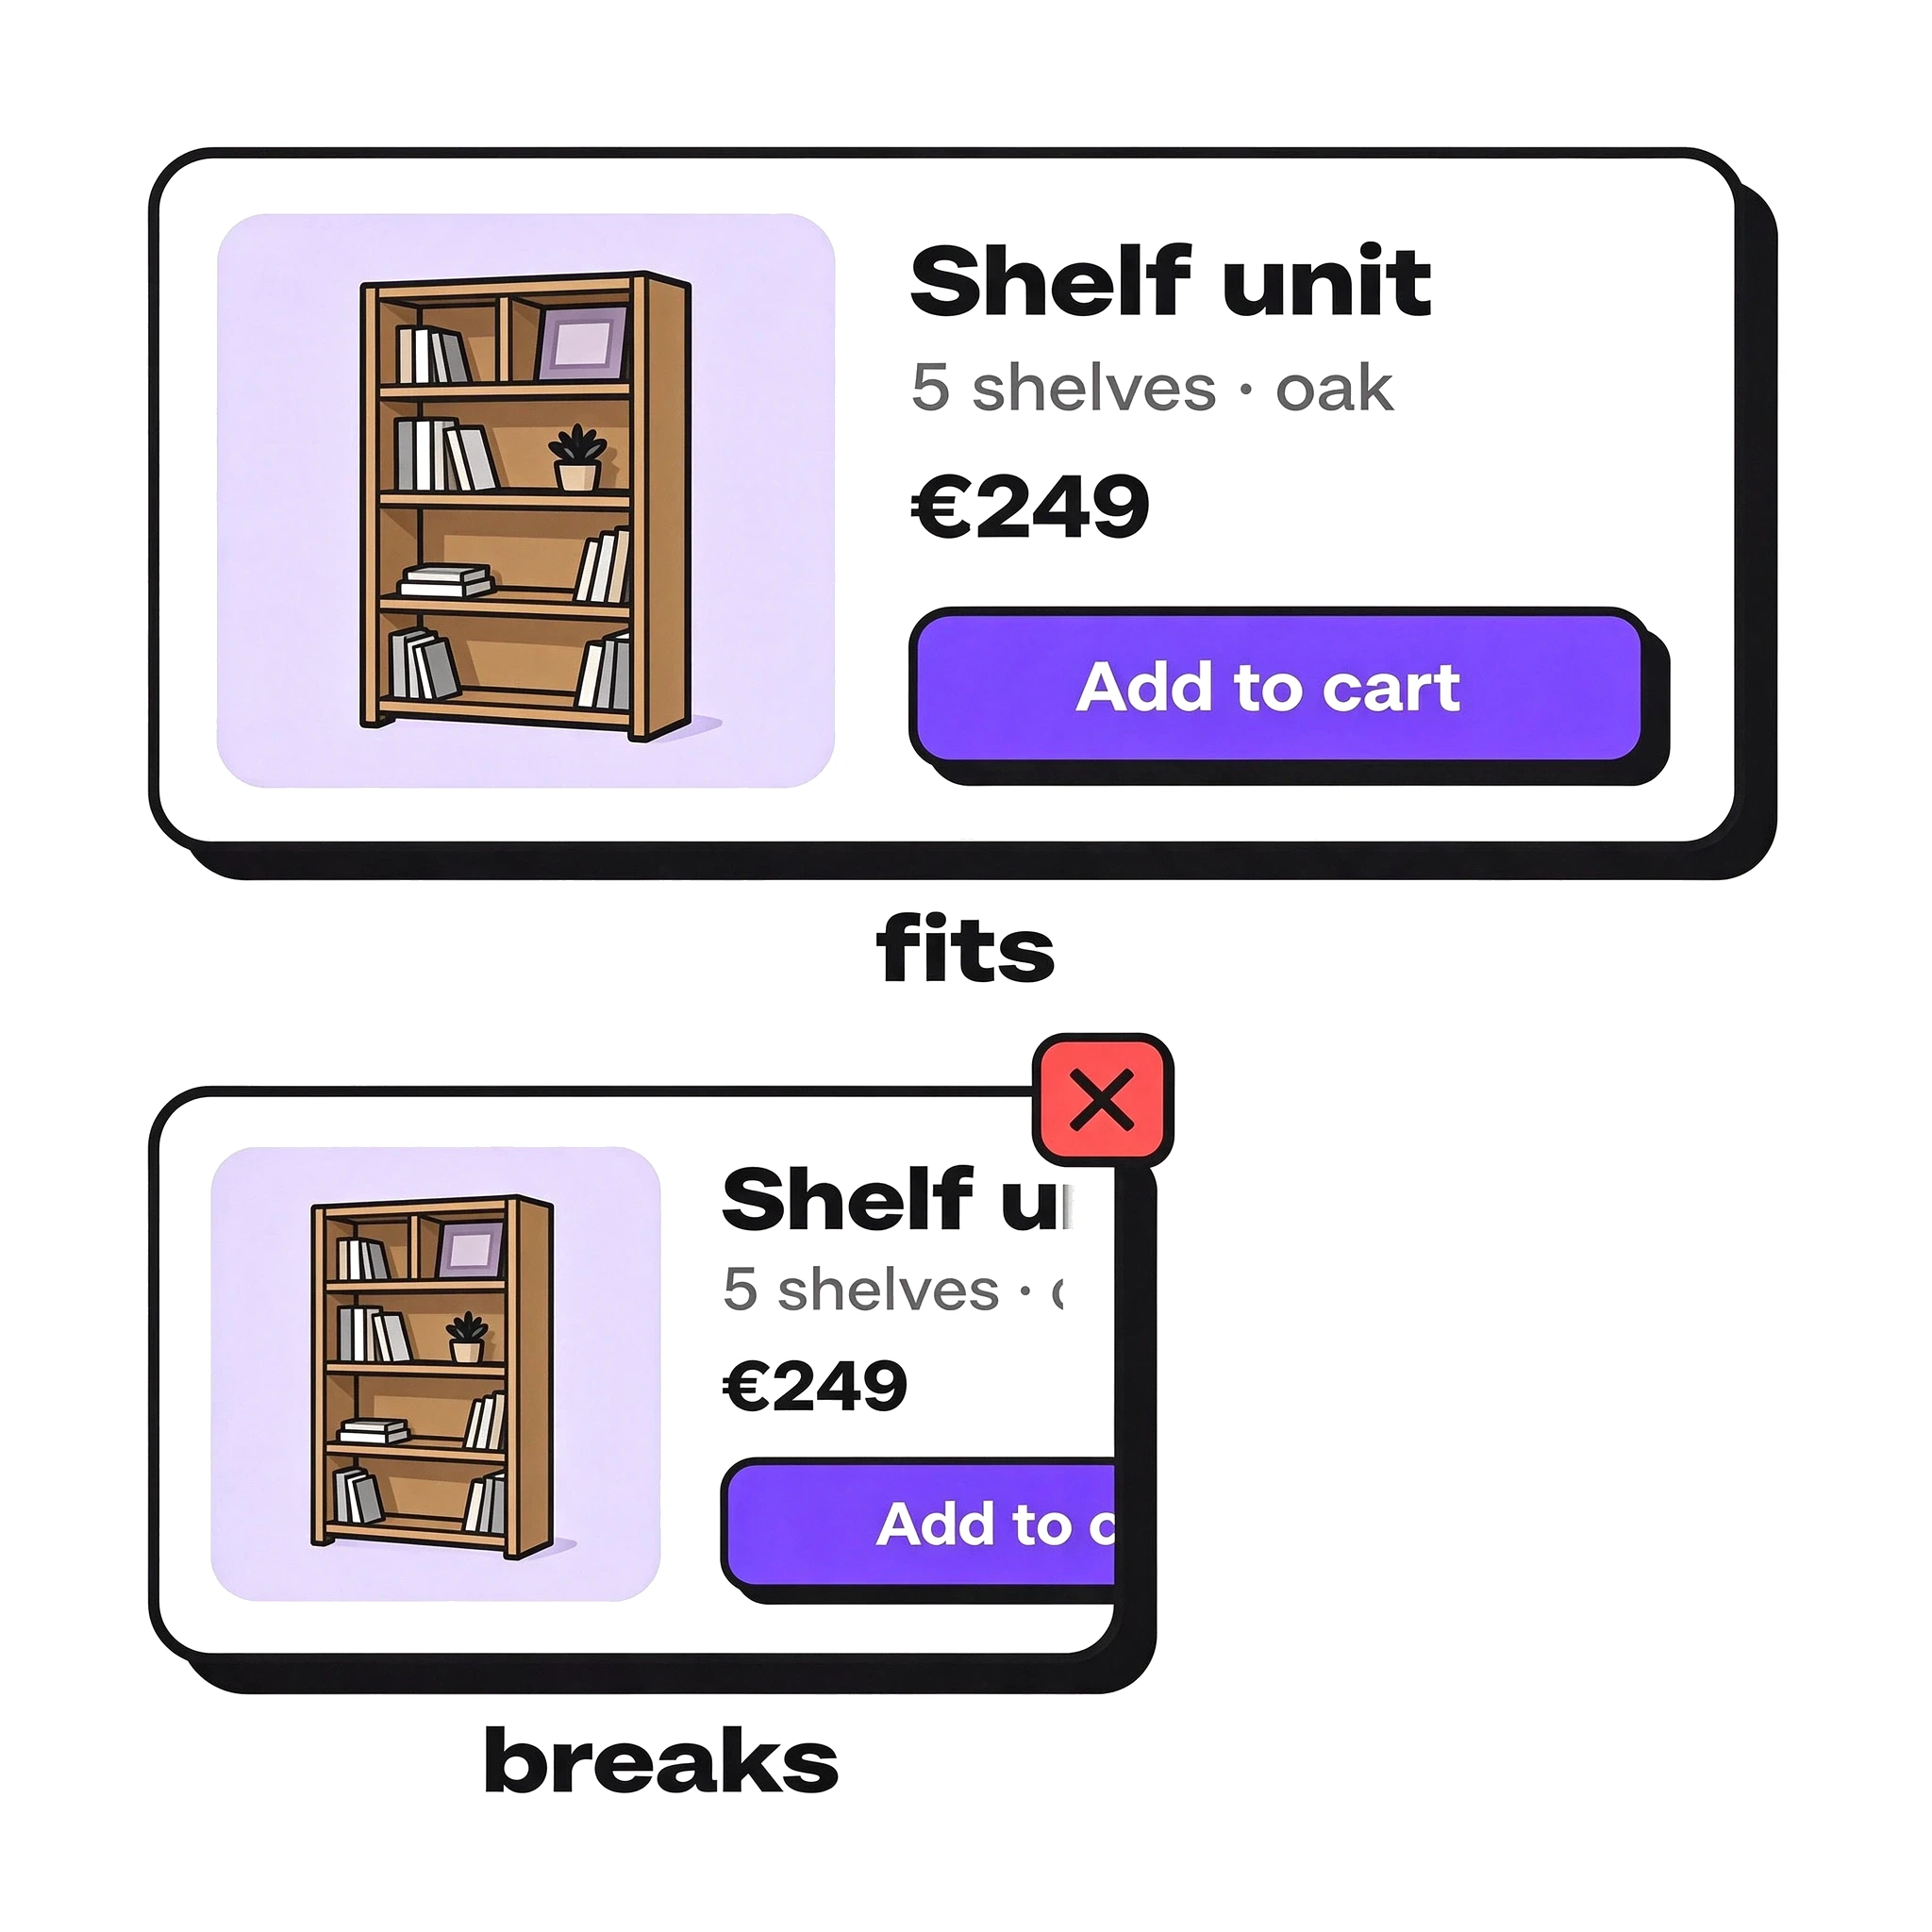 Shelf unit
5 shelves · oak
€249
Add to cart
fits
Shelf u
5 shelves ·
€249
Add to c
breaks